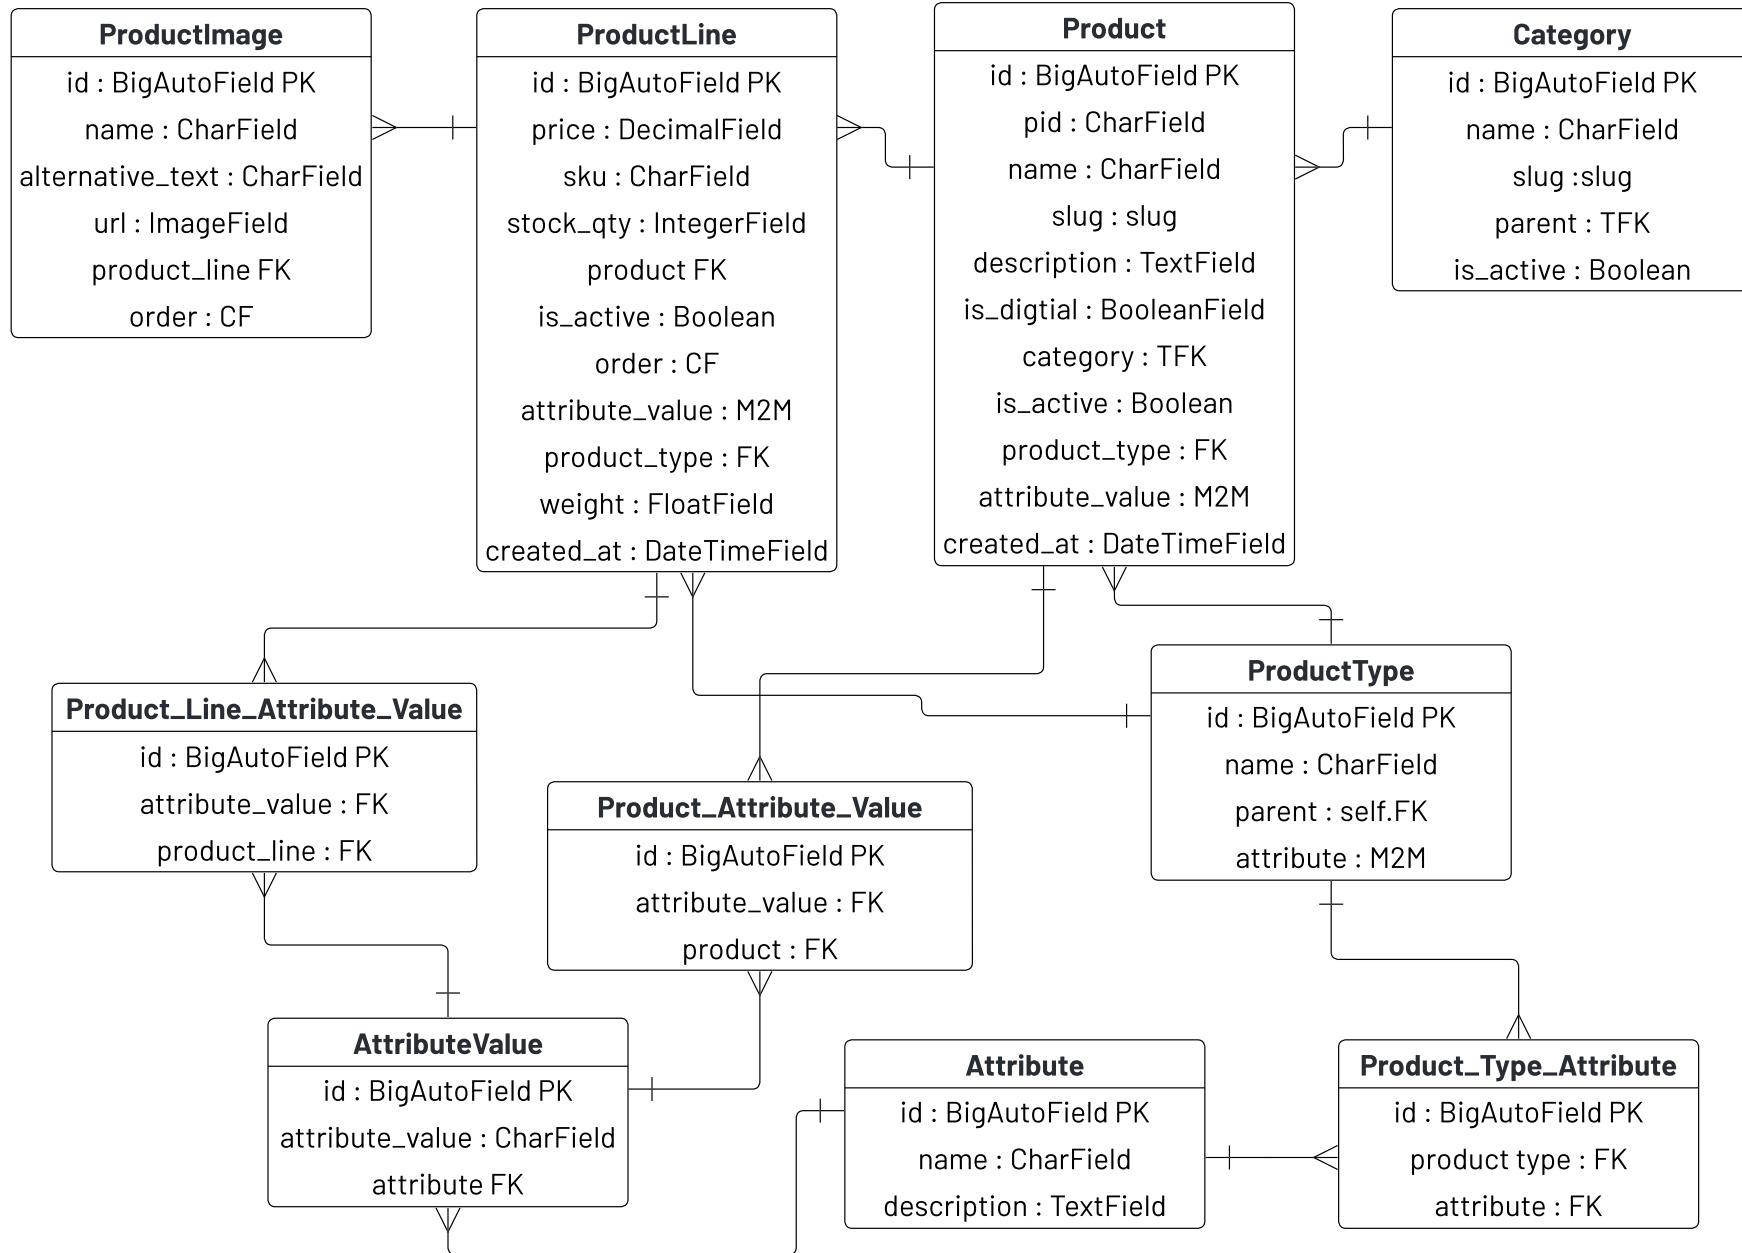 ProductImage
id : BigAutoField PK
name : CharField
alternative_text : CharField
url : ImageField
product_line FK
order : CF
ProductLine
id : BigAutoField PK
price : DecimalField
sku : CharField
stock_qty : IntegerField
product FK
is_active : Boolean
order : CF
attribute_value : M2M
product_type : FK
weight : FloatField
created_at : DateTimeField
Product
id : BigAutoField PK
pid : CharField
name : CharField
slug : slug
description : TextField
is_digtial : BooleanField
category : TFK
is_active : Boolean
product_type : FK
attribute_value : M2M
created_at : DateTimeField
Category
id : BigAutoField PK
name : CharField
slug :slug
parent : TFK
is_active : Boolean
Product_Line_Attribute_Value
id : BigAutoField PK
attribute_value : FK
product_line : FK
Product_Attribute_Value
id : BigAutoField PK
attribute_value : FK
product : FK
ProductType
id : BigAutoField PK
name : CharField
parent : self.FK
attribute : M2M
AttributeValue
id : BigAutoField PK
attribute_value : CharField
attribute FK
Attribute
id : BigAutoField PK
name : CharField
description : TextField
Product_Type_Attribute
id : BigAutoField PK
product type : FK
attribute : FK